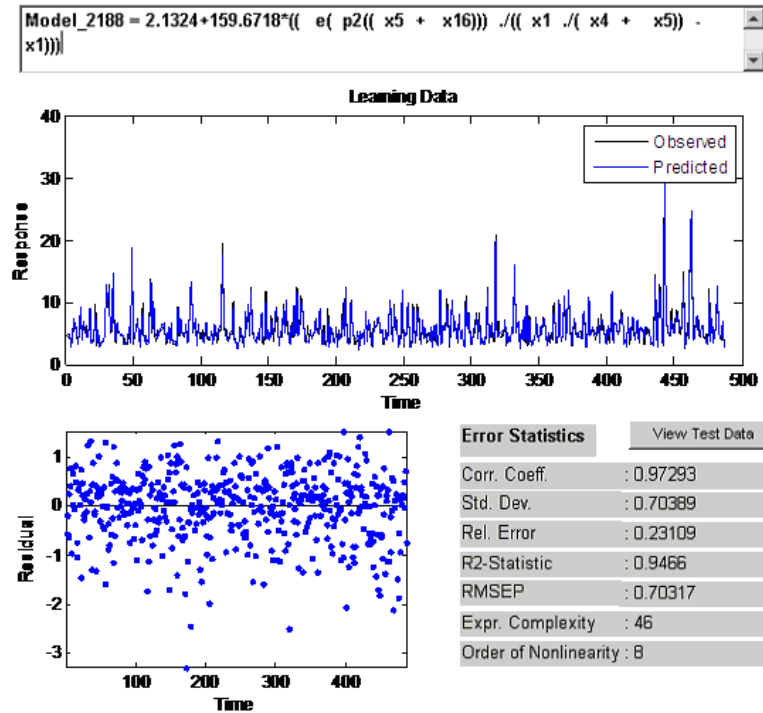 Model_2188 = 2.1324+159.6718*(( e( p2(( x5 + x16))) ./(( x1 ./( x4 + x5)) -
x1)))
Learning Data
40
30
20
10
0
Response
Observed
Predicted
0 50 100 150 200 250 300 350 400 450 500
Time
1
0
-1
-2
-3
Residual
100 200 300 400
Time
Error Statistics
View Test Data
Corr. Coeff. : 0.97293
Std. Dev. : 0.70389
Rel. Error : 0.23109
R2-Statistic : 0.9466
RMSEP : 0.70317
Expr. Complexity : 46
Order of Nonlinearity : 8